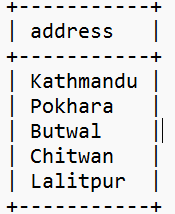 +-----------+
| address   |
+-----------+
| Kathmandu |
| Pokhara   |
| Butwal    |
| Chitwan   |
| Lalitpur  |
+-----------+